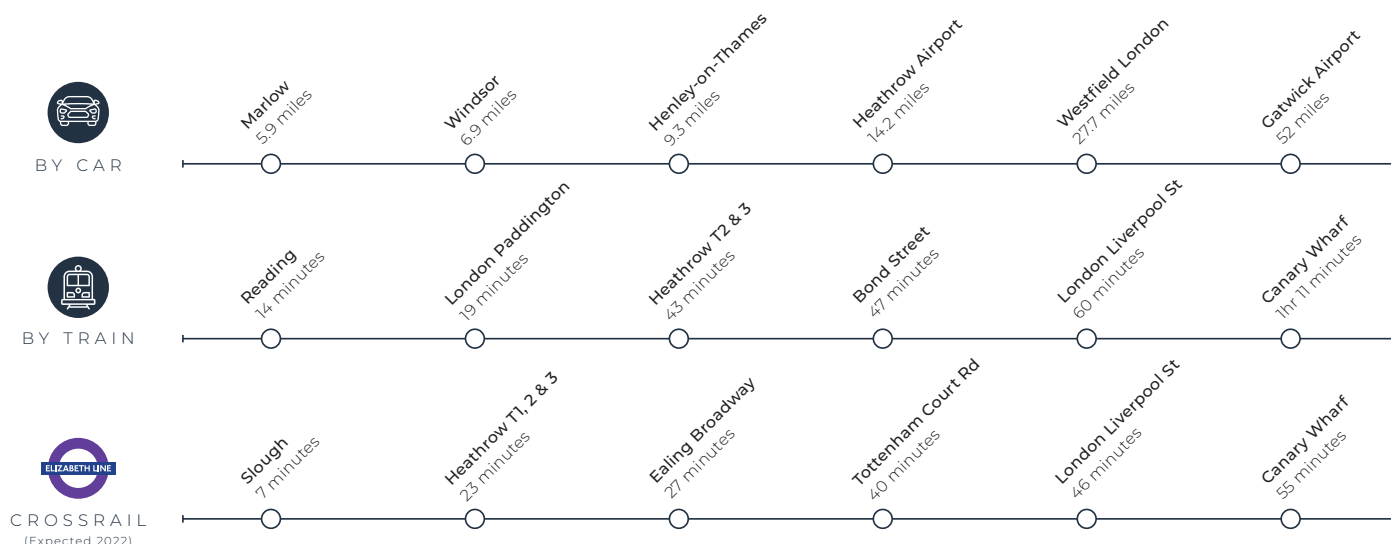 Marlow
5.9 miles
Windsor
6.9 miles
Henley-on-Thames
9.3 miles
Heathrow Airport
14.2 miles
Westfield London
27.7 miles
Gatwick Airport
52 miles
BY CAR
Reading
14 minutes
London Paddington
19 minutes
Heathrow T2 & 3
43 minutes
Bond Street
47 minutes
London Liverpool St
60 minutes
Canary Wharf
1hr 11 minutes
BY TRAIN
Slough
7 minutes
Heathrow T1, 2 & 3
23 minutes
Ealing Broadway
27 minutes
Tottenham Court Rd
40 minutes
London Liverpool St
46 minutes
Canary Wharf
55 minutes
ELIZABETH LINE
CROSSRAIL
(Expected 2022)